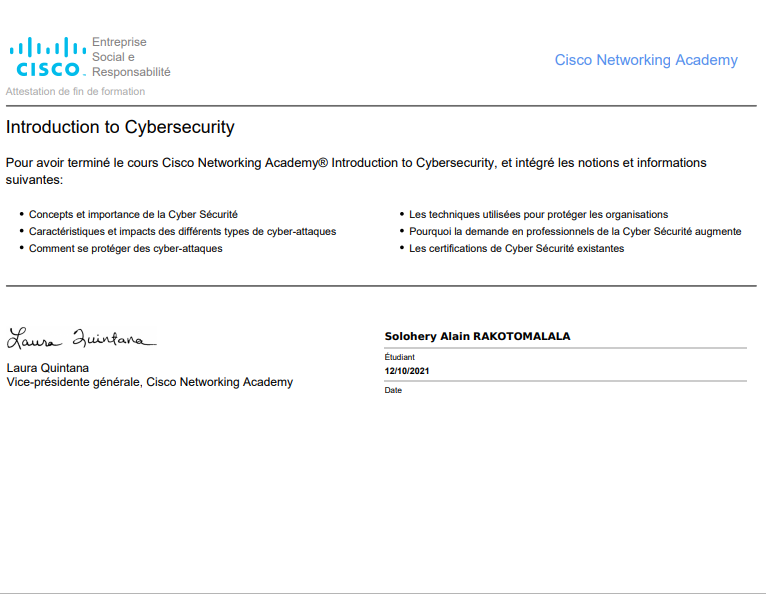 Entreprise
Social e
Responsabilité
CISCO
Cisco Networking Academy
Attestation de fin de formation
Introduction to Cybersecurity
Pour avoir terminé le cours Cisco Networking Academy® Introduction to Cybersecurity, et intégré les notions et informations
suivantes:
• Concepts et importance de la Cyber Sécurité
• Caractéristiques et impacts des différents types de cyber-attaques
• Comment se protéger des cyber-attaques
• Les techniques utilisées pour protéger les organisations
• Pourquoi la demande en professionnels de la Cyber Sécurité augmente
• Les certifications de Cyber Sécurité existantes
Laura Quintana
Laura Quintana
Vice-présidente générale, Cisco Networking Academy
Solohery Alain RAKOTOMALALA
Étudiant
12/10/2021
Date